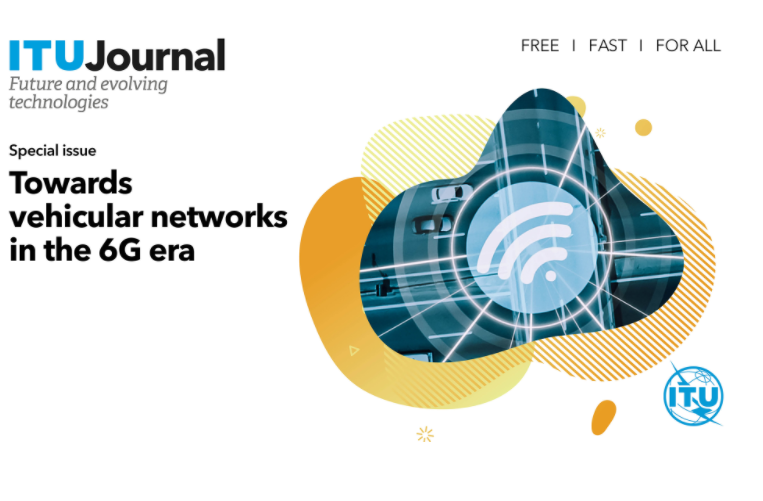 ITUJournal
FREE I FAST I FOR ALL
Future and evolving
technologies
Special issue
Towards
vehicular networks
in the 6G era
ITU